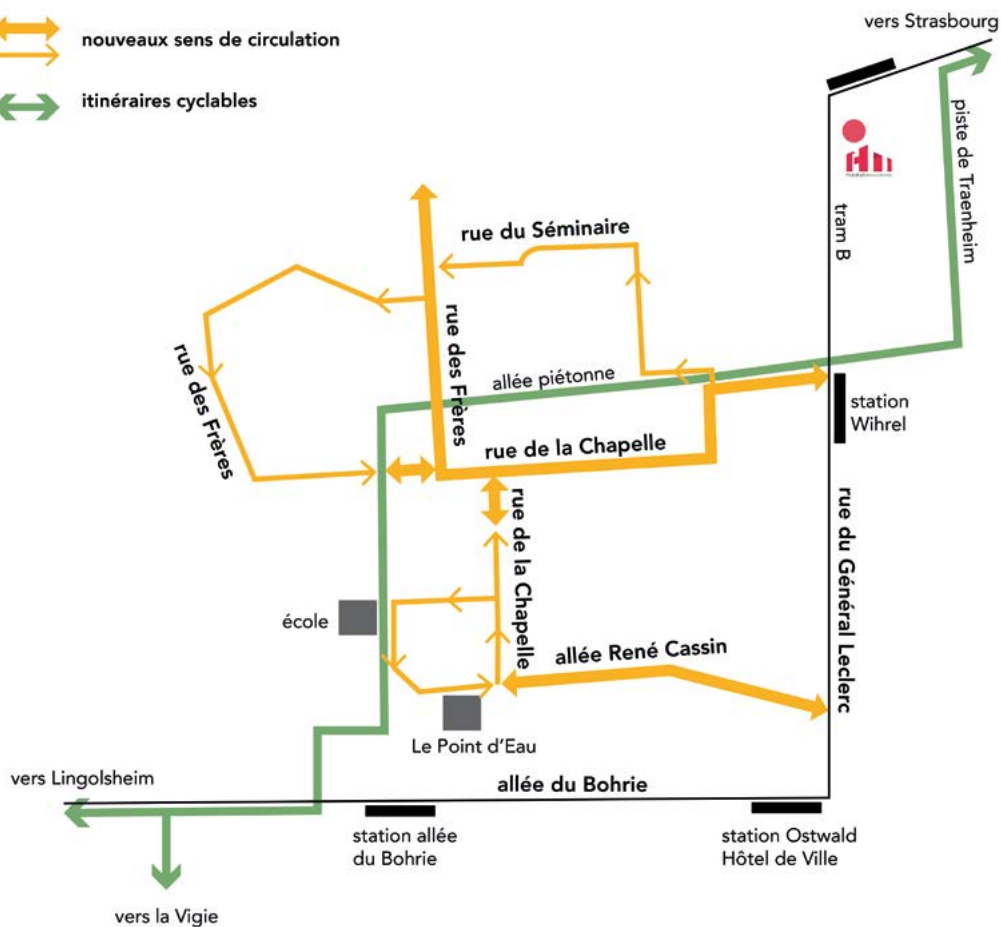 vers Strasbourg
nouveaux sens de circulation
itinéraires cyclables
piste de Traenheim
tram B
rue du Séminaire
rue des Frères
rue des Frères
allée piétonne
station
Wihrel
rue de la Chapelle
rue de la Chapelle
rue du Général Leclerc
école
allée René Cassin
Le Point d'Eau
vers Lingolsheim
allée du Bohrie
station allée
du Bohrie
station Ostwald
Hôtel de Ville
vers la Vigie